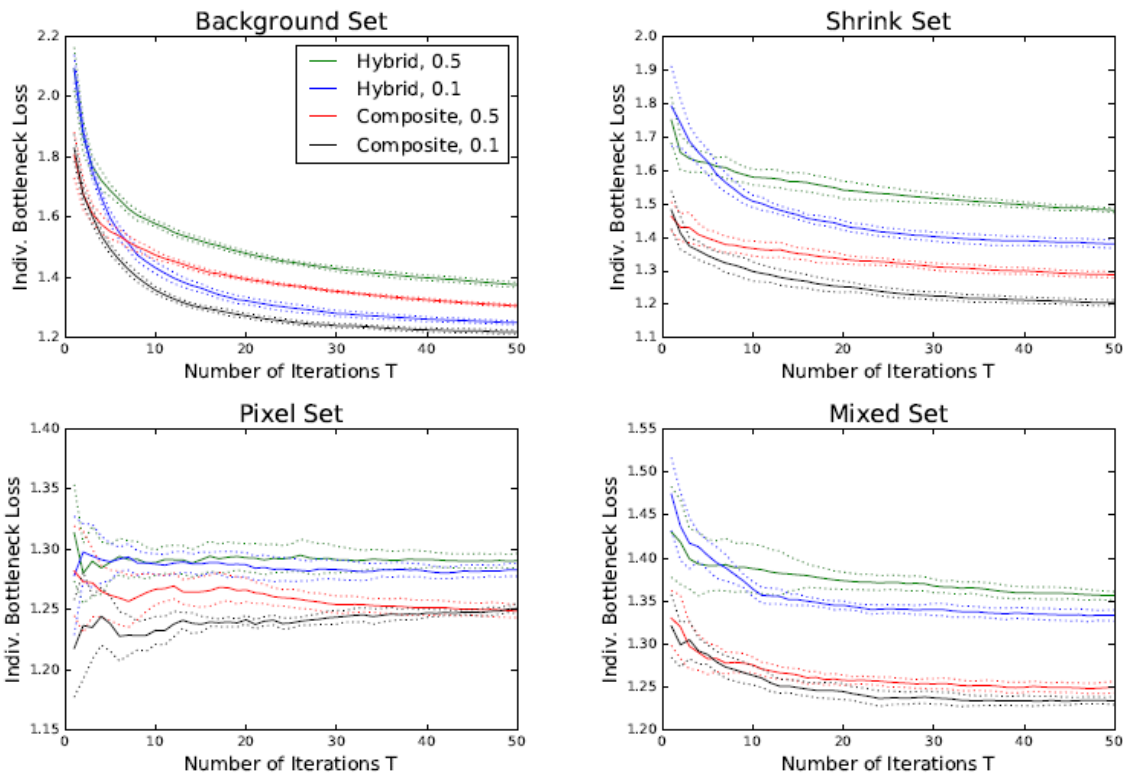 Background Set
Indiv. Bottleneck Loss
2.2
2.0
1.8
1.6
1.4
1.2
Hybrid, 0.5
Hybrid, 0.1
Composite, 0.5
Composite, 0.1
0 10 20 30 40 50
Number of Iterations T
Shrink Set
Indiv. Bottleneck Loss
2.0
1.9
1.8
1.7
1.6
1.5
1.4
1.3
1.2
1.1
0 10 20 30 40 50
Number of Iterations T
Pixel Set
Indiv. Bottleneck Loss
1.40
1.35
1.30
1.25
1.20
1.15
0 10 20 30 40 50
Number of Iterations T
Mixed Set
Indiv. Bottleneck Loss
1.55
1.50
1.45
1.40
1.35
1.30
1.25
1.20
0 10 20 30 40 50
Number of Iterations T